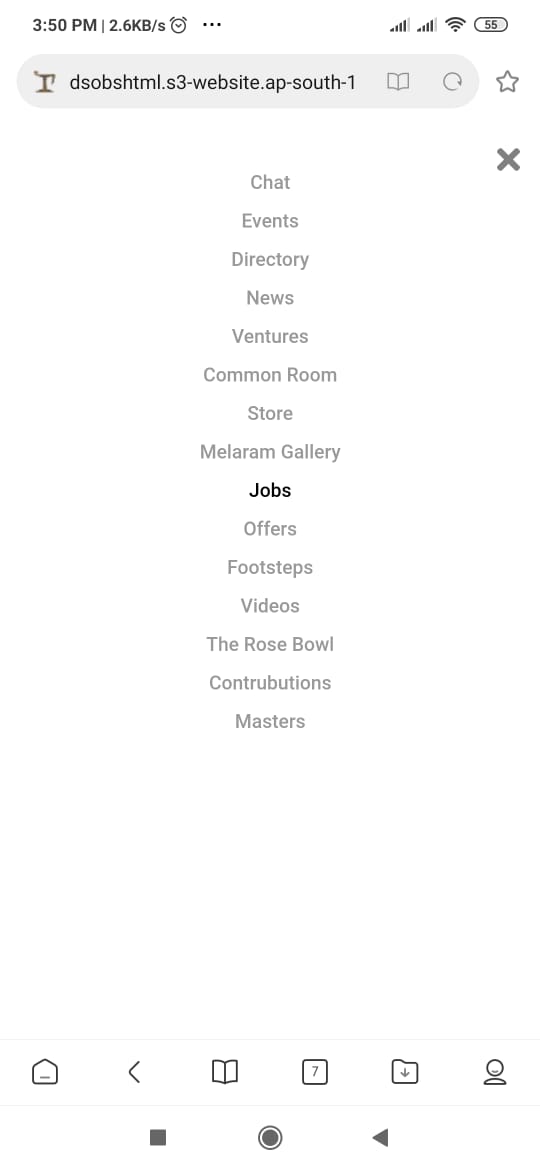 3:50 PM | 2.6KB/s ... 55
dsobshtml.s3-website.ap-south-1
Chat
Events
Directory
News
Ventures
Common Room
Store
Melaram Gallery
Jobs
Offers
Footsteps
Videos
The Rose Bowl
Contrubutions
Masters
7